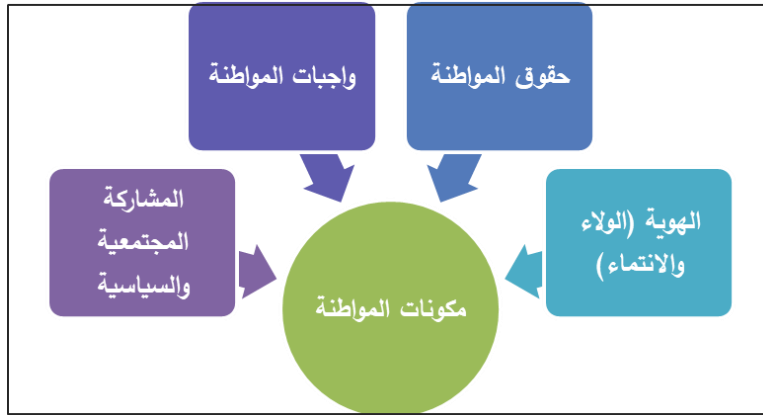 حقوق المواطنة
واجبات المواطنة
الهوية (الولاء
والانتماء)
المشاركة
المجتمعية
والسياسية
مكونات المواطنة